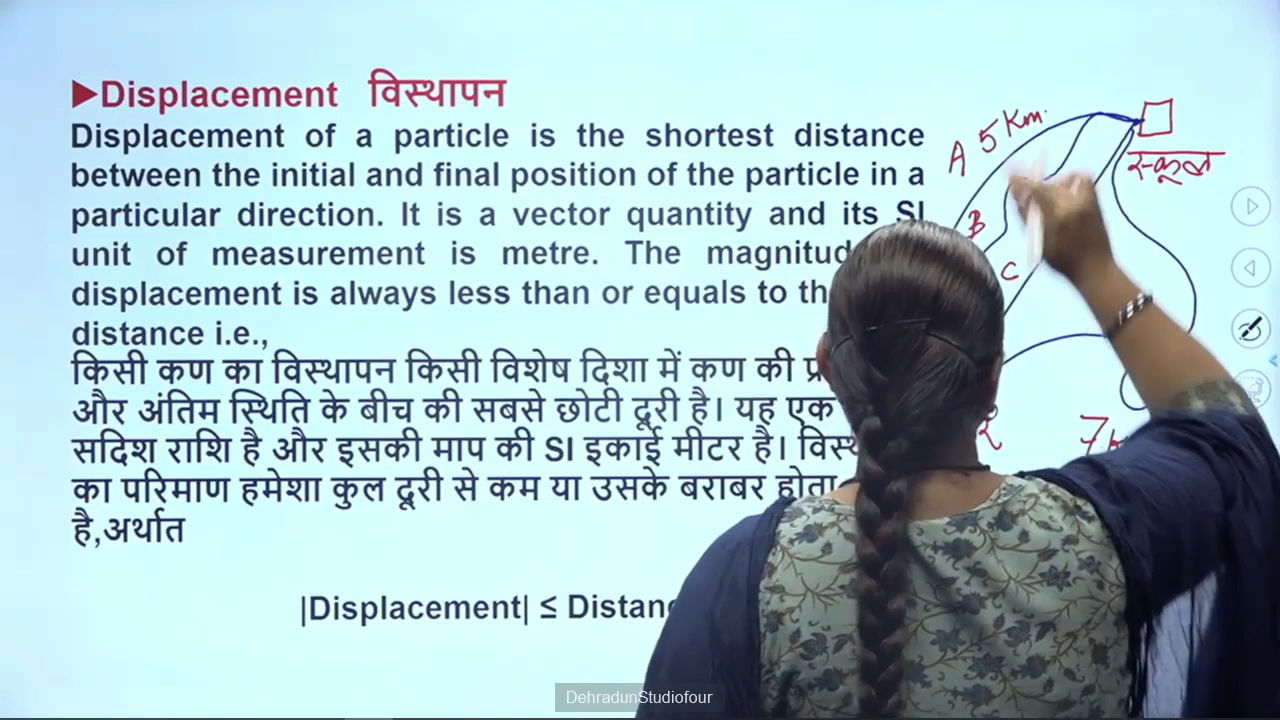 ▶Displacement विस्थापन
Displacement of a particle is the shortest distance
between the initial and final position of the particle in a
particular direction. It is a vector quantity and its SI
unit of measurement is metre. The
displacement is always less than or equals to
distance i.e.,
किसी कण का विस्थापन किसी विशेष दिशा में कण की
और अंतिम स्थिति के बीच की सबसे छोटी दूरी है। यह एक
सदिश राशि है और इसकी माप की SI इकाई मीटर है।
का परिमाण हमेशा कुल दूरी से कम या उसके बराबर होता
है,अर्थात
|Displacement| ≤
A 5 Km.
स्कूल
B
C
7
DehradunStudiofour